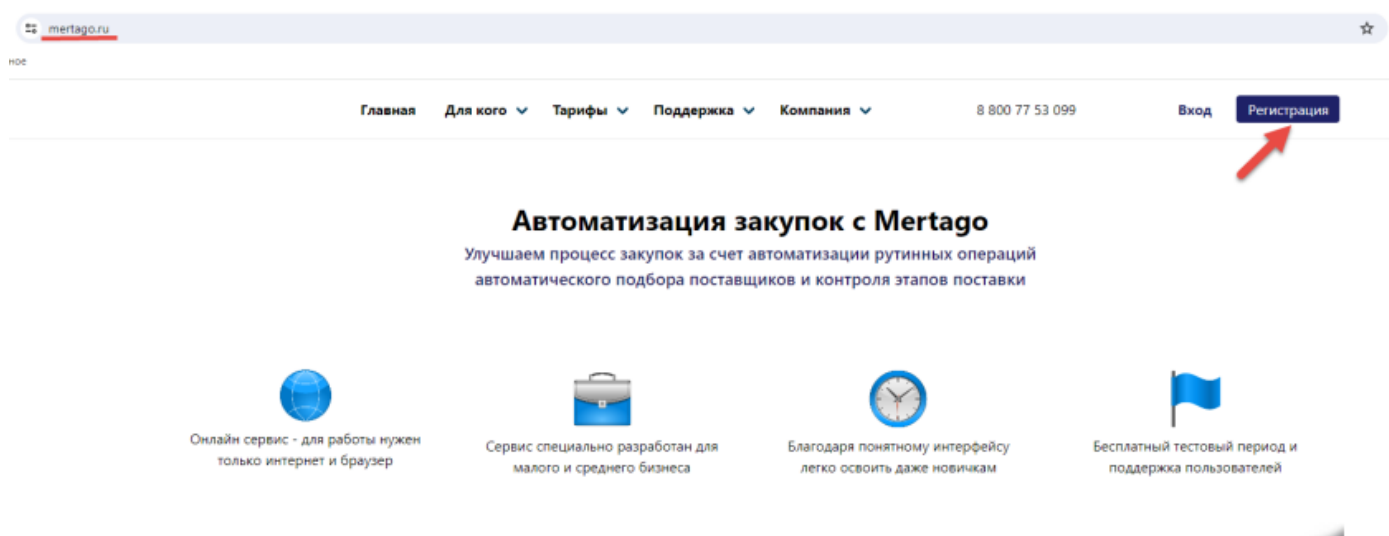 mertago.ru
ное
Главная Для кого Тарифы Поддержка Компания 8 800 77 53 099 Вход Регистрация
Автоматизация закупок с Mertago
Улучшаем процесс закупок за счет автоматизации рутинных операций
автоматического подбора поставщиков и контроля этапов поставки
Онлайн сервис - для работы нужен
только интернет и браузер
Сервис специально разработан для
малого и среднего бизнеса
Благодаря понятному интерфейсу
легко освоить даже новичкам
Бесплатный тестовый период и
поддержка пользователей